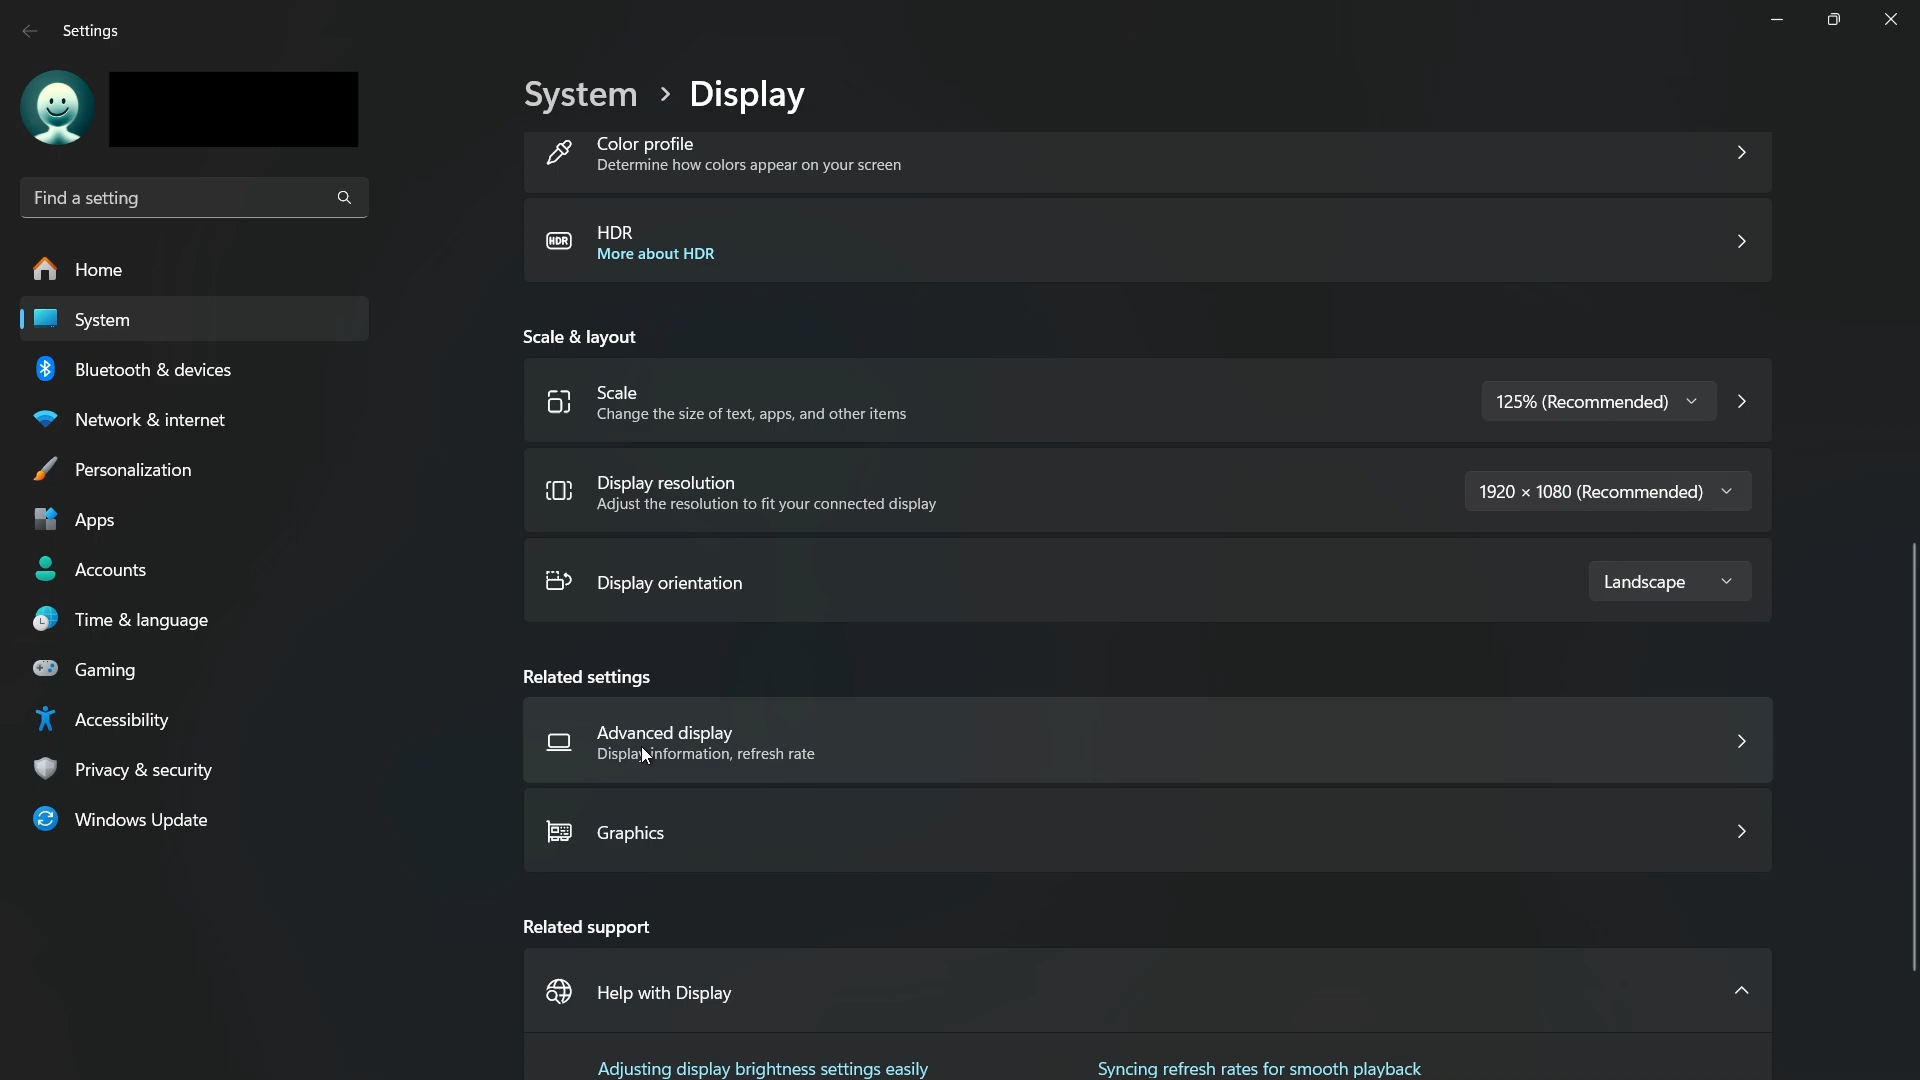 Settings
Find a setting
Home
System
Bluetooth & devices
Network & internet
Personalization
Apps
Accounts
Time & language
Gaming
Accessibility
Privacy & security
Windows Update
System > Display
Color profile
Determine how colors appear on your screen
HDR
HDR
More about HDR
Scale & layout
Scale
Change the size of text, apps, and other items
125% (Recommended)
Display resolution
Adjust the resolution to fit your connected display
1920 × 1080 (Recommended)
Display orientation
Landscape
Related settings
Advanced display
Display information, refresh rate
Graphics
Related support
Help with Display
Adjusting display brightness settings easily
Syncing refresh rates for smooth playback